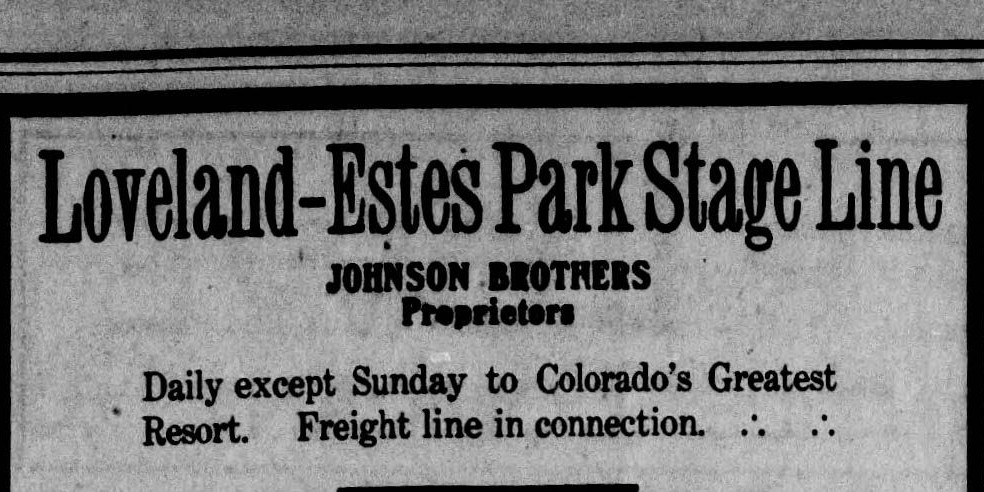 Loveland-Estes Park Stage Line
JOHNSON BROTHERS
Proprietors
Daily except Sunday to Colorado's Greatest
Resort. Freight line in connection. ∴ ∴